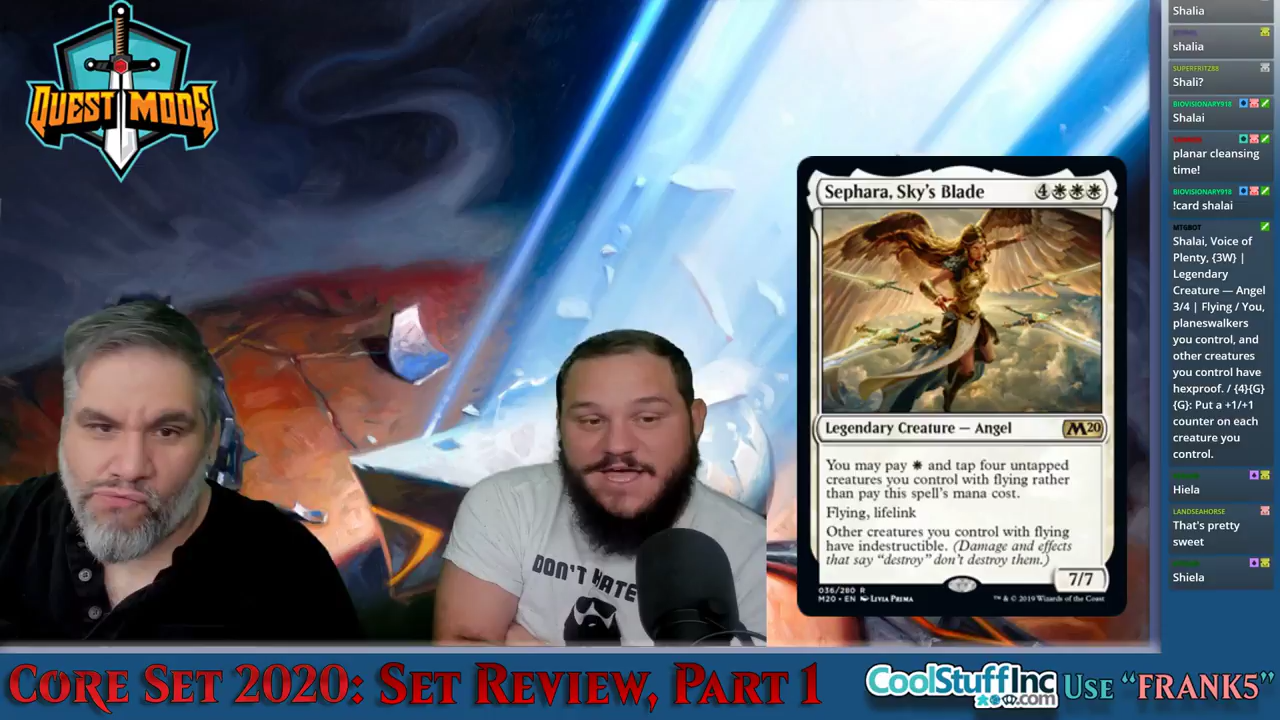 QUEST MODE
Sephara, Sky's Blade
4
Legendary Creature — Angel
M20
You may pay and tap four untapped
creatures you control with flying rather
than pay this spell's mana cost.
Flying, lifelink
Other creatures you control with flying
have indestructible. (Damage and effects
that say "destroy" don't destroy them.)
7/7
036/280 R
M20 • EN LIVIA PRIMA
™ & © 2019 Wizards of the Coast
DON'T HATE
Shalia
shalia
SUPERFRITZ88
Shali?
BIOVISIONARY918
Shalai
planar cleansing
time!
BIOVISIONARY918
!card shalai
MTGBOT
Shalai, Voice of
Plenty, {3W} |
Legendary
Creature — Angel
3/4 | Flying / You,
planeswalkers
you control, and
other creatures
you control have
hexproof. / {4}{G}
{G}: Put a +1/+1
counter on each
creature you
control.
Hiela
LANDSEAHORSE
That's pretty
sweet
Shiela
CORE SET 2020: SET REVIEW, PART 1
CoolStuffInc
.com
USE "FRANK5"